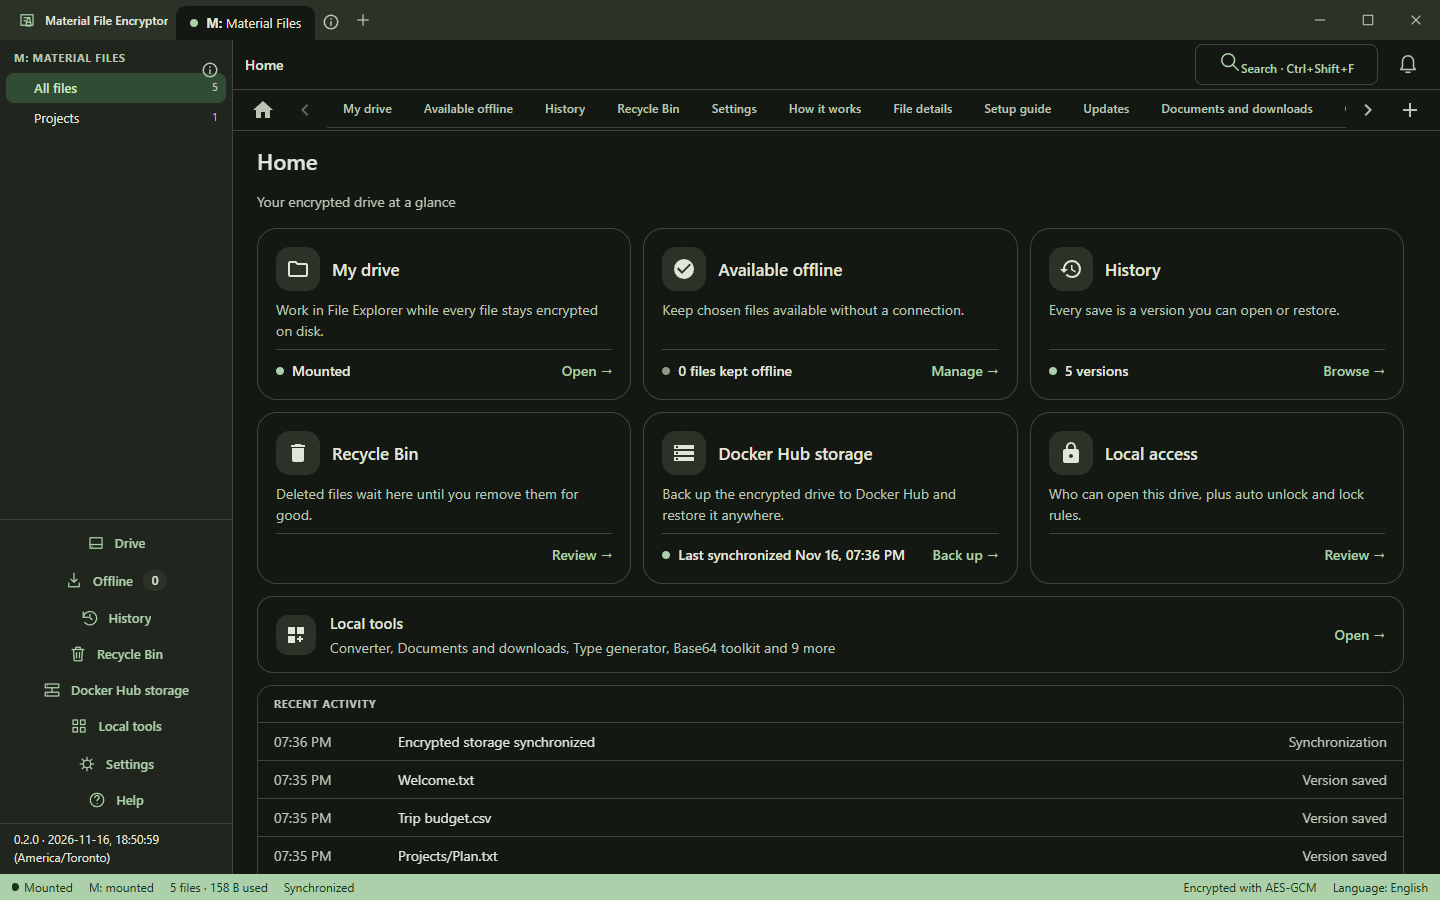 Material File Encryptor
M: Material Files
M: MATERIAL FILES
All files 5
Projects 1
Drive
Offline 0
History
Recycle Bin
Docker Hub storage
Local tools
Settings
Help
0.2.0 · 2026-11-16, 18:50:59
(America/Toronto)
Home
Search · Ctrl+Shift+F
My drive Available offline History Recycle Bin Settings How it works File details Setup guide Updates Documents and downloads
Home
Your encrypted drive at a glance
My drive
Work in File Explorer while every file stays encrypted
on disk.
Mounted Open →
Available offline
Keep chosen files available without a connection.
0 files kept offline Manage →
History
Every save is a version you can open or restore.
5 versions Browse →
Recycle Bin
Deleted files wait here until you remove them for
good.
Review →
Docker Hub storage
Back up the encrypted drive to Docker Hub and
restore it anywhere.
Last synchronized Nov 16, 07:36 PM Back up →
Local access
Who can open this drive, plus auto unlock and lock
rules.
Review →
Local tools
Converter, Documents and downloads, Type generator, Base64 toolkit and 9 more
Open →
RECENT ACTIVITY
07:36 PM Encrypted storage synchronized Synchronization
07:35 PM Welcome.txt Version saved
07:35 PM Trip budget.csv Version saved
07:35 PM Projects/Plan.txt Version saved
Mounted M: mounted 5 files · 158 B used Synchronized Encrypted with AES-GCM Language: English